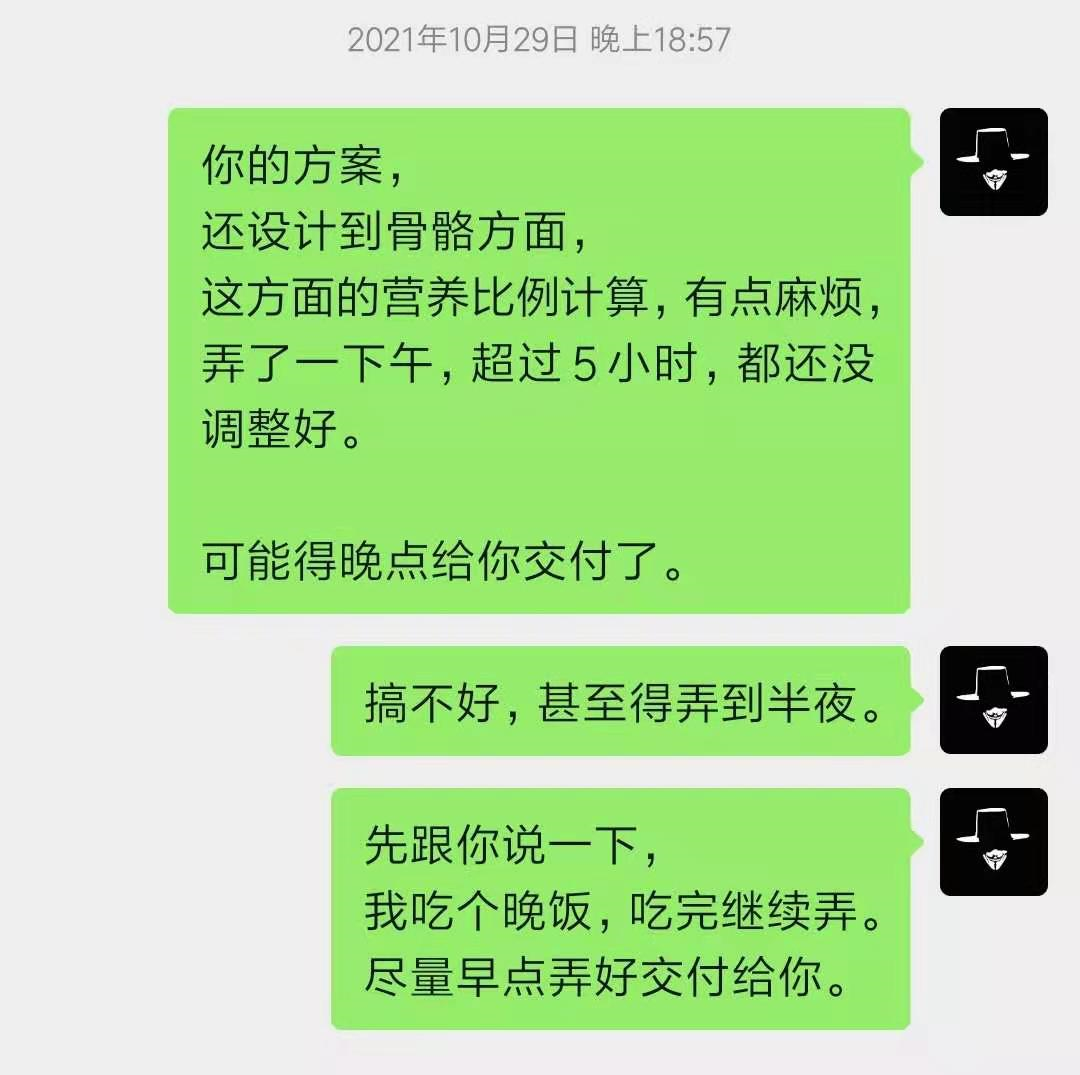 2021年10月29日 晚上18:57
你的方案，
还设计到骨骼方面，
这方面的营养比例计算，有点麻烦，
弄了一下午，超过5小时，都还没
调整好。
可能得晚点给你交付了。
搞不好，甚至得弄到半夜。
先跟你说一下，
我吃个晚饭，吃完继续弄。
尽量早点弄好交付给你。